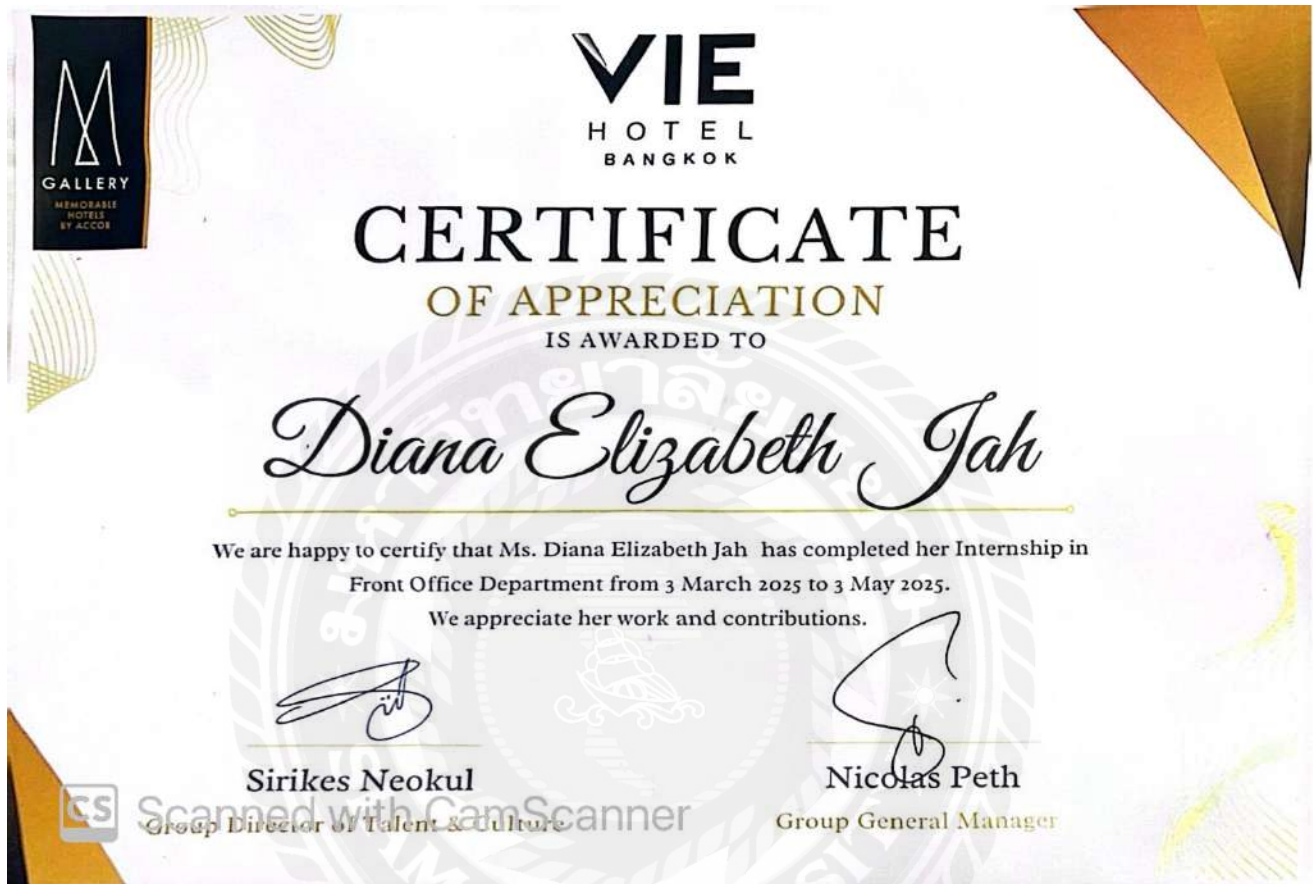 M
GALLERY
MEMORABLE
HOTELS
BY ACCOR
VIE
HOTEL
BANGKOK
CERTIFICATE
OF APPRECIATION
IS AWARDED TO
Diana Elizabeth Jah
We are happy to certify that Ms. Diana Elizabeth Jah has completed her Internship in
Front Office Department from 3 March 2025 to 3 May 2025.
We appreciate her work and contributions.
Sirikes Neokul
Group Director of Talent & Culture
Nicolas Peth
Group General Manager
CS Scanned with CamScanner